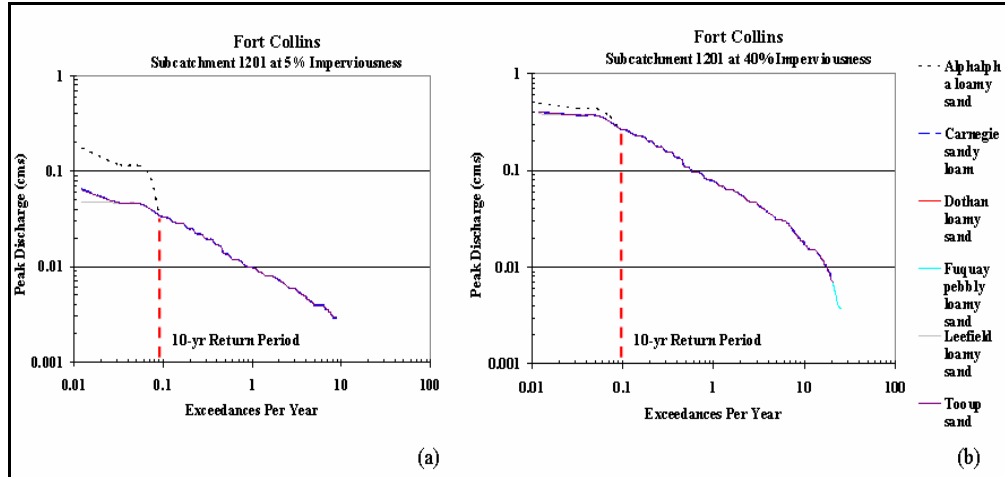 Fort Collins
Subcatchment 1201 at 5% Imperviousness
1
0.1
0.01
0.001
Peak Discharge (cms)
10-yr Return Period
0.01
0.1
1
10
100
Exceedances Per Year
(a)
Fort Collins
Subcatchment 1201 at 40% Imperviousness
1
0.1
0.01
0.001
Peak Discharge (cms)
10-yr Return Period
0.01
0.1
1
10
100
Exceedances Per Year
(b)
Alphalph
a loamy
sand
Carnegie
sandy
loam
Dothan
loamy
sand
Fuquay
pebbly
loamy
sand
Leefield
loamy
sand
Tooup
sand